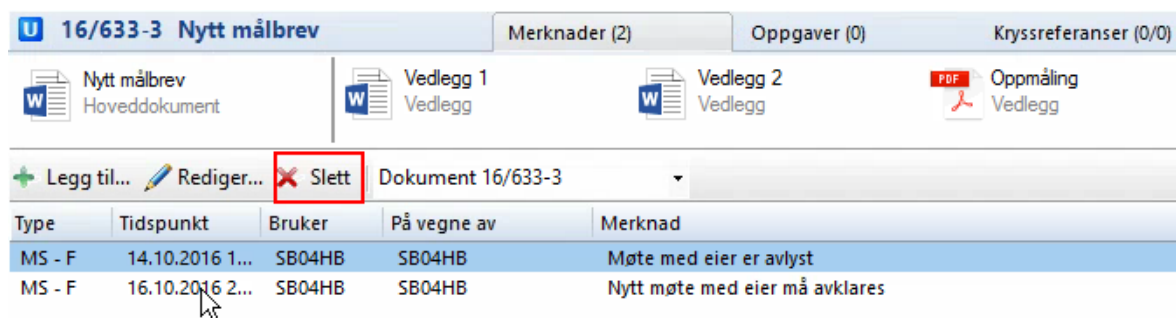 U 16/633-3 Nytt målbrev Merknader (2) Oppgaver (0) Kryssreferanser (0/0)
Nytt målbrev Vedlegg 1 Vedlegg 2 PDF Oppmåling
W Hoveddokument W Vedlegg W Vedlegg Vedlegg
Legg til... Rediger... Slett Dokument 16/633-3
Type Tidspunkt Bruker På vegne av Merknad
MS - F 14.10.2016 1... SB04HB SB04HB Møte med eier er avlyst
MS - F 16.10.2016 2... SB04HB SB04HB Nytt møte med eier må avklares